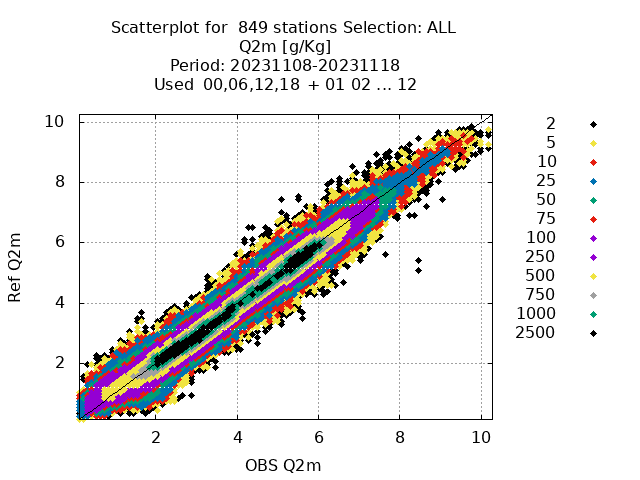 Scatterplot for 849 stations Selection: ALL
Q2m [g/Kg]
Period: 20231108-20231118
Used 00,06,12,18 + 01 02 ... 12
10
8
6
4
2
Ref Q2m
2 4 6 8 10
OBS Q2m
2
5
10
25
50
75
100
250
500
750
1000
2500